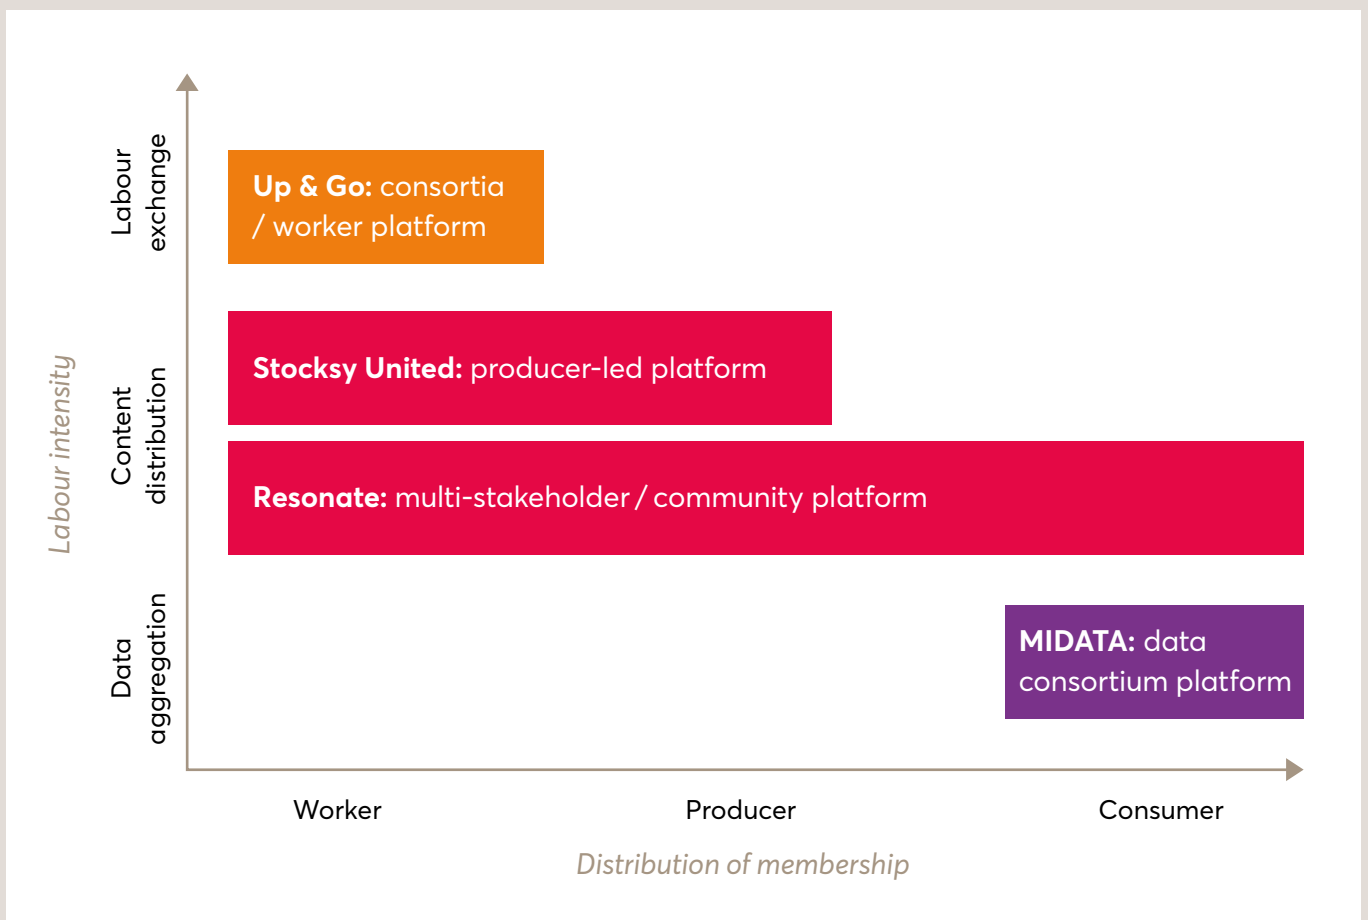 Labour intensity
Labour
exchange
Content
distribution
Data
aggregation
Up & Go: consortia
/ worker platform
Stocksy United: producer-led platform
Resonate: multi-stakeholder / community platform
MIDATA: data
consortium platform
Worker
Producer
Consumer
Distribution of membership